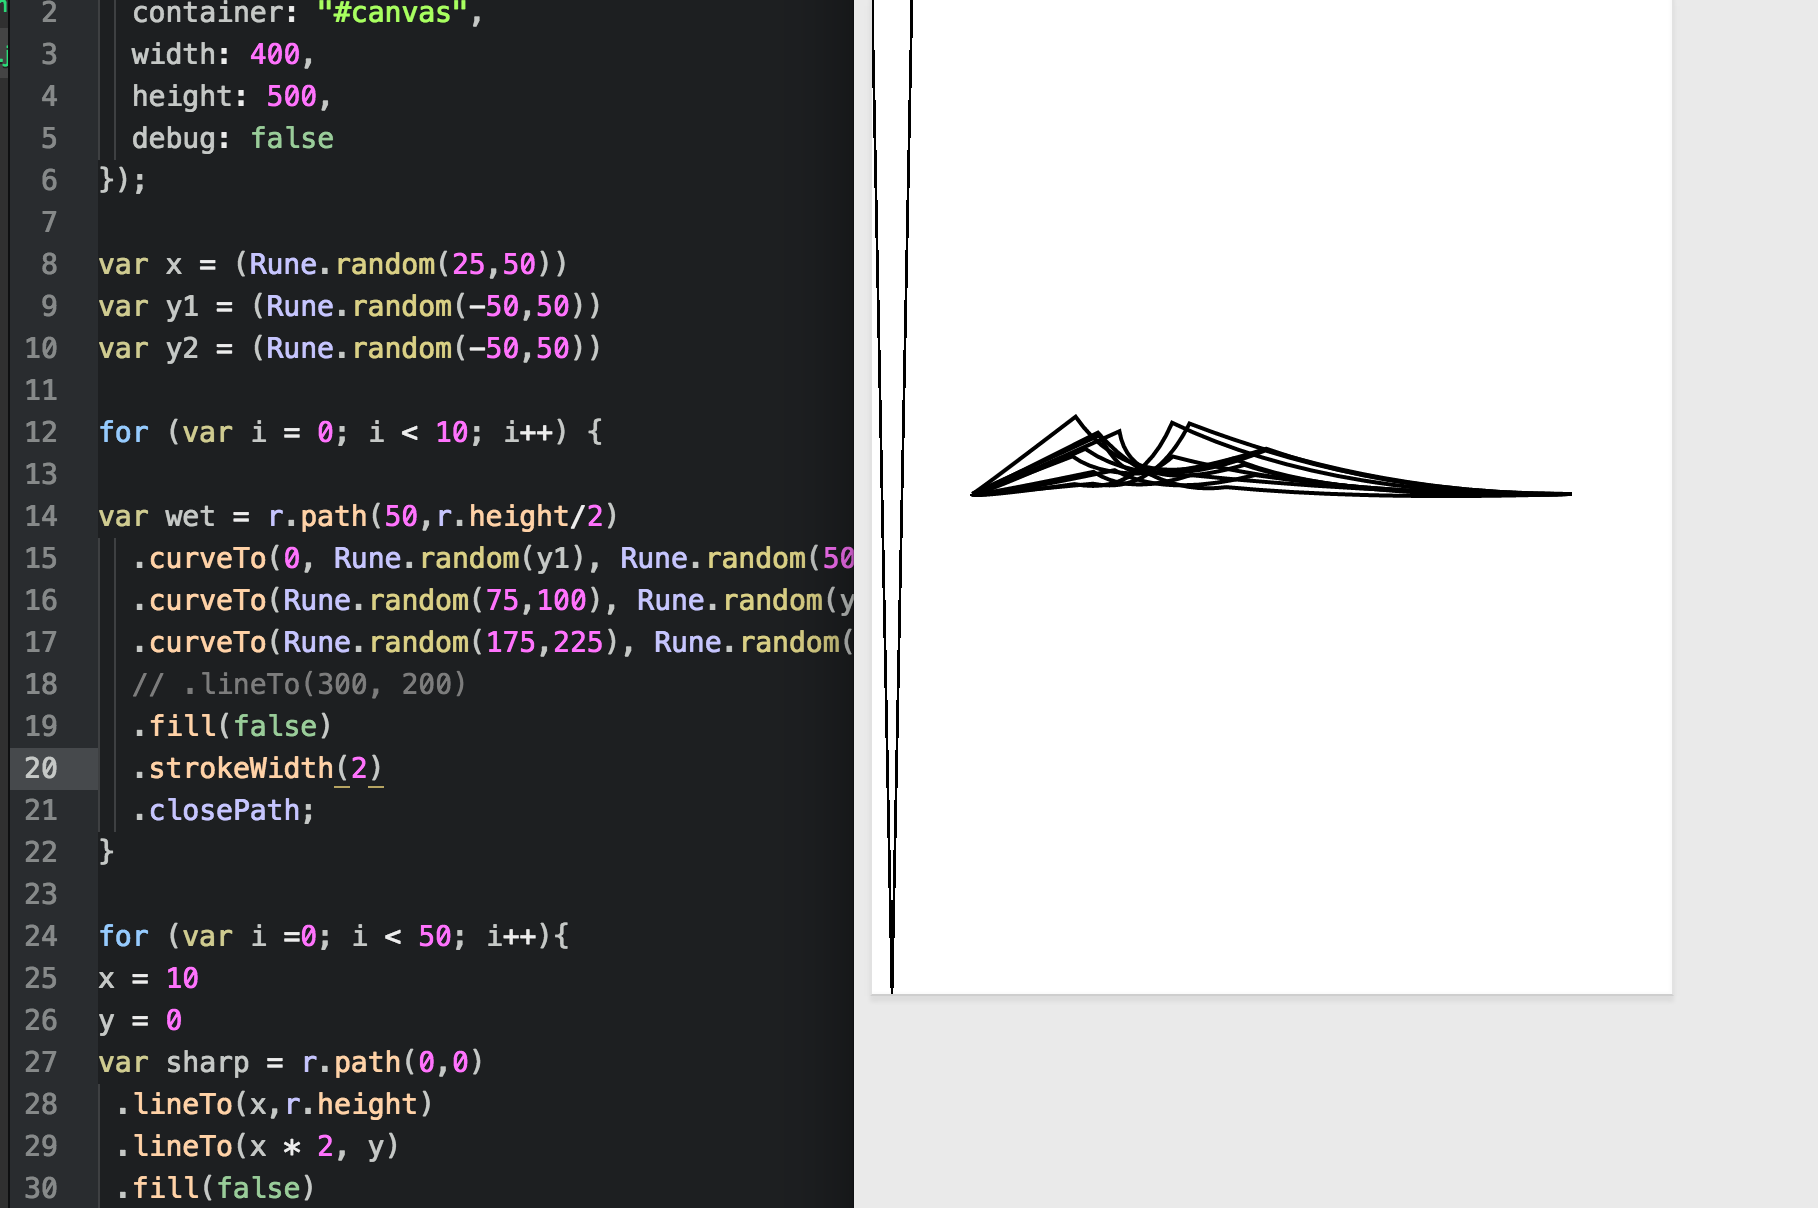 2 container: "#canvas",
3 width: 400,
4 height: 500,
5 debug: false
6 });
7
8 var x = (Rune.random(25,50))
9 var y1 = (Rune.random(-50,50))
10 var y2 = (Rune.random(-50,50))
11
12 for (var i = 0; i < 10; i++) {
13
14 var wet = r.path(50,r.height/2)
15 .curveTo(0, Rune.random(y1), Rune.random(50
16 .curveTo(Rune.random(75,100), Rune.random(y
17 .curveTo(Rune.random(175,225), Rune.random(
18 // .lineTo(300, 200)
19 .fill(false)
20 .strokeWidth(2)
21 .closePath;
22 }
23
24 for (var i =0; i < 50; i++){
25 x = 10
26 y = 0
27 var sharp = r.path(0,0)
28 .lineTo(x,r.height)
29 .lineTo(x * 2, y)
30 .fill(false)